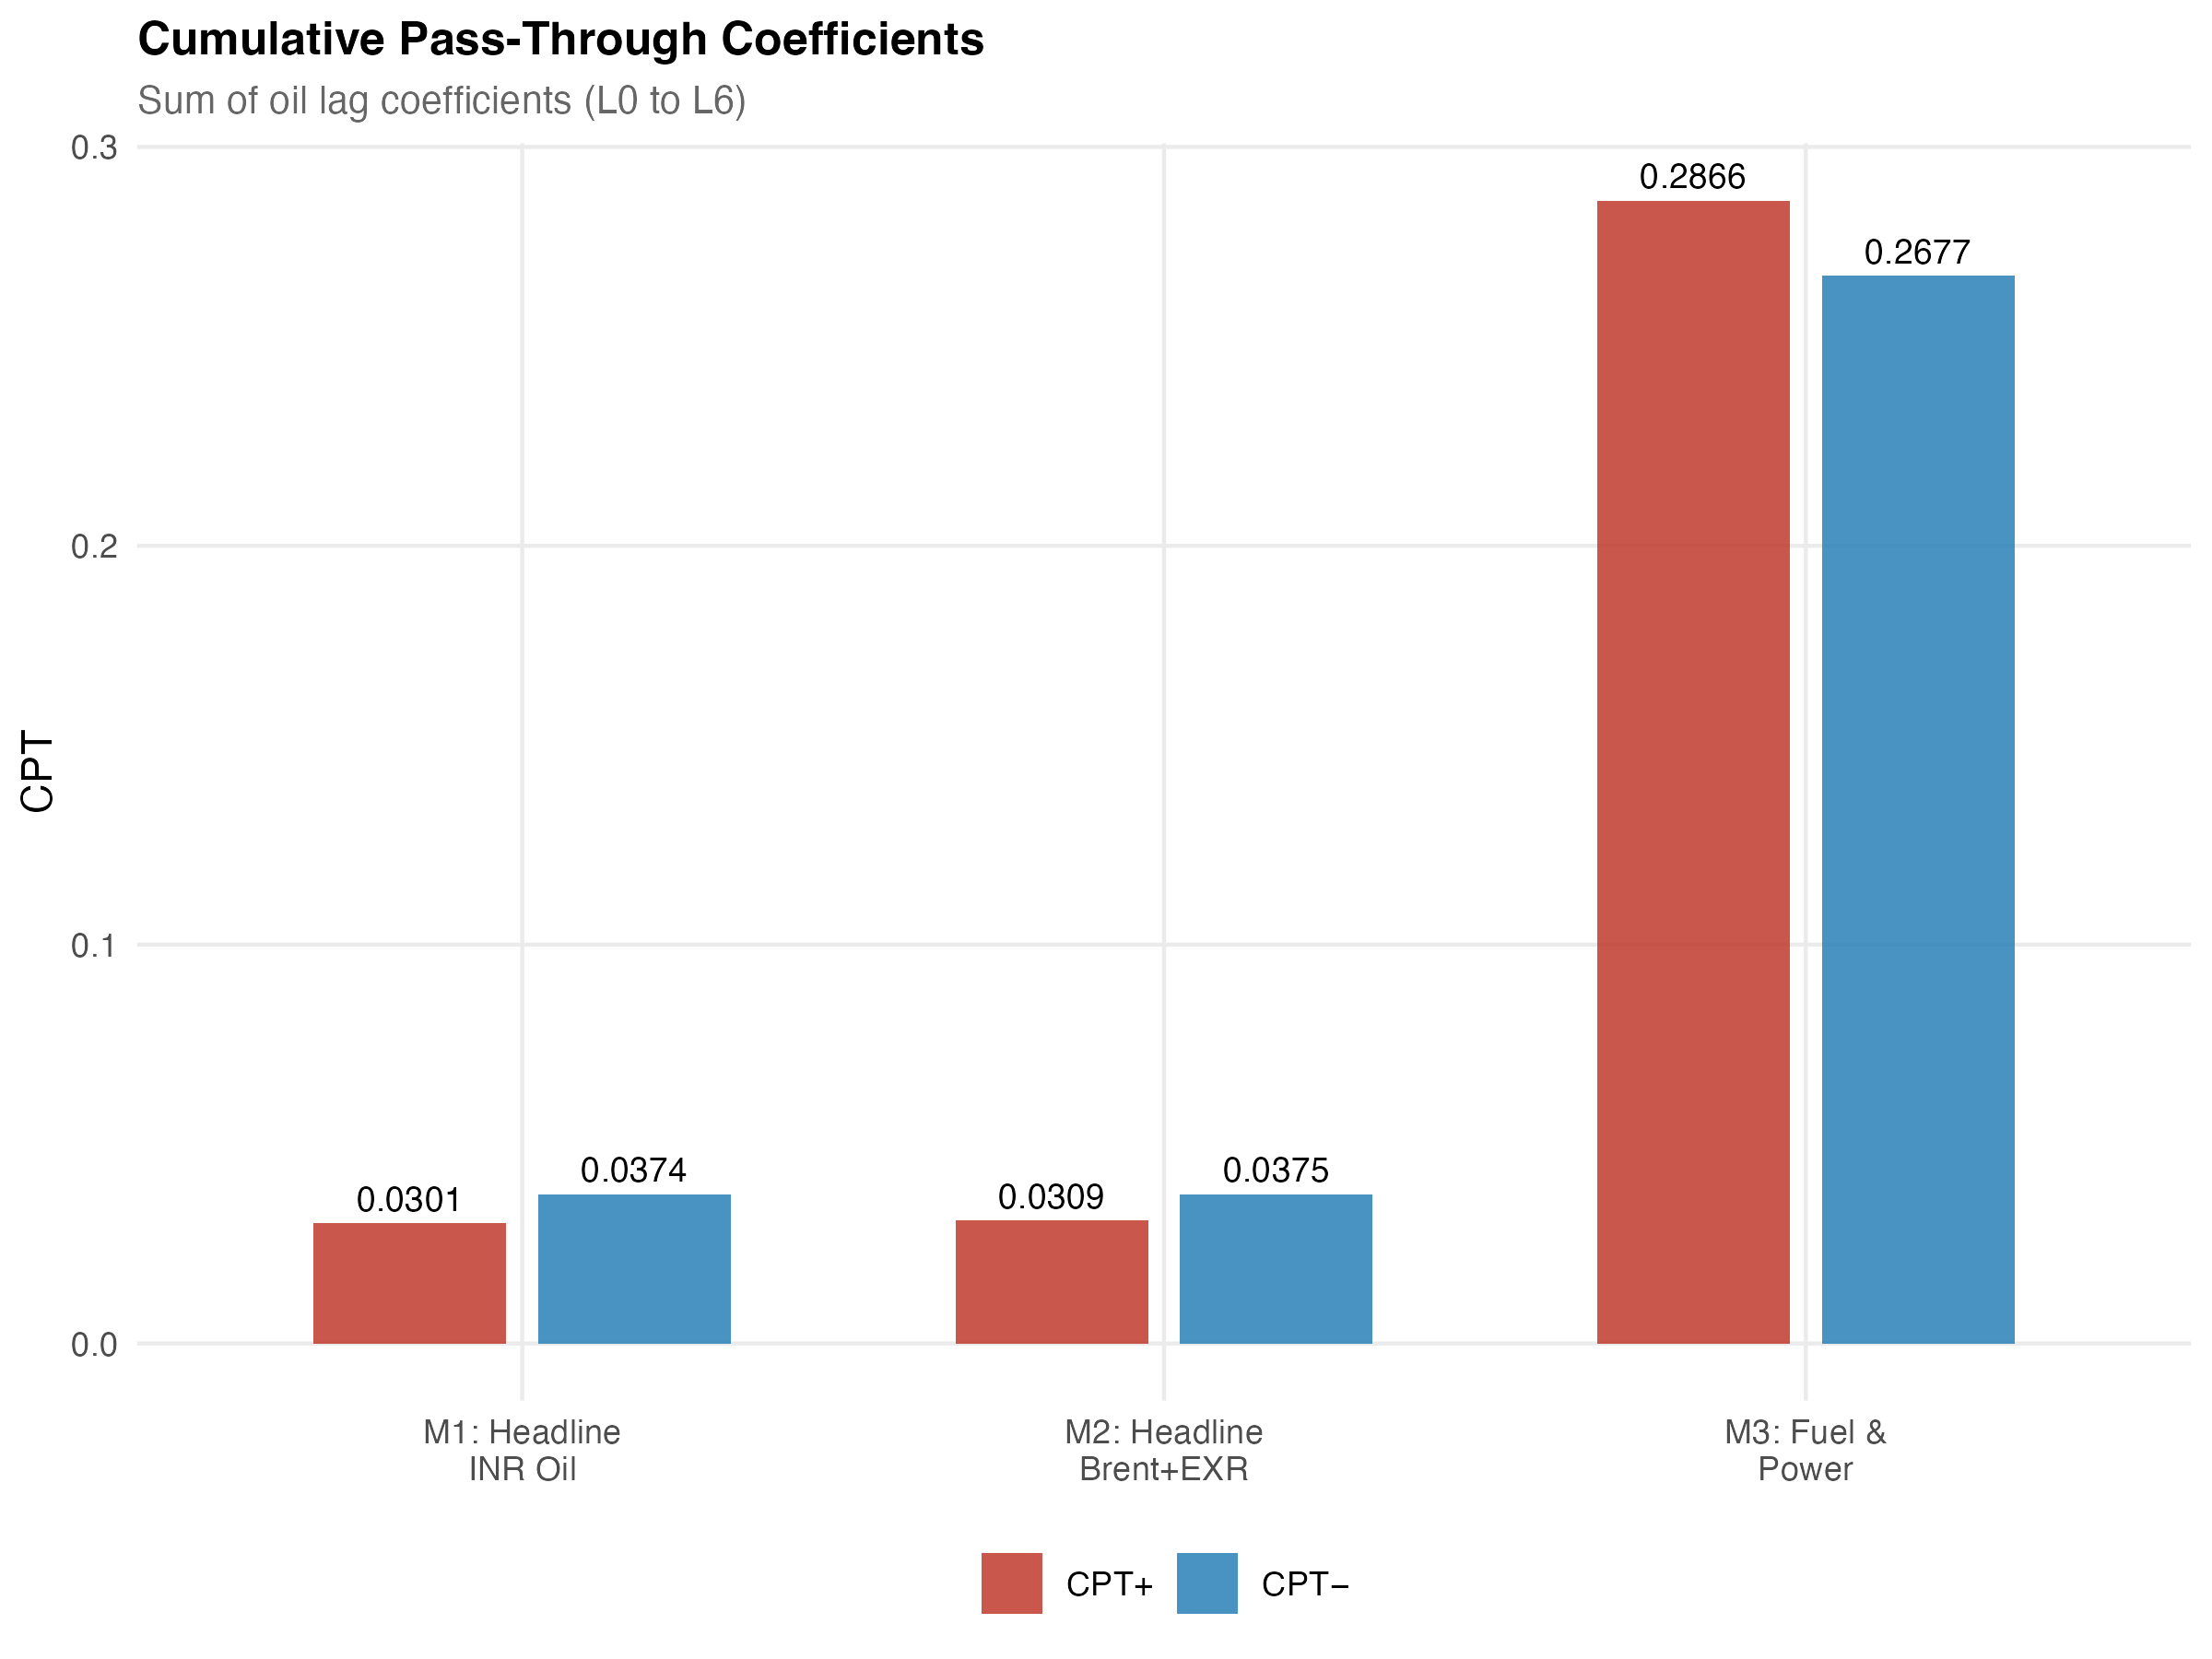 Cumulative Pass-Through Coefficients
Sum of oil lag coefficients (L0 to L6)
0.3
0.2
0.1
0.0
CPT
0.0301
0.0374
0.0309
0.0375
0.2866
0.2677
M1: Headline
INR Oil
M2: Headline
Brent+EXR
M3: Fuel &
Power
CPT+
CPT−